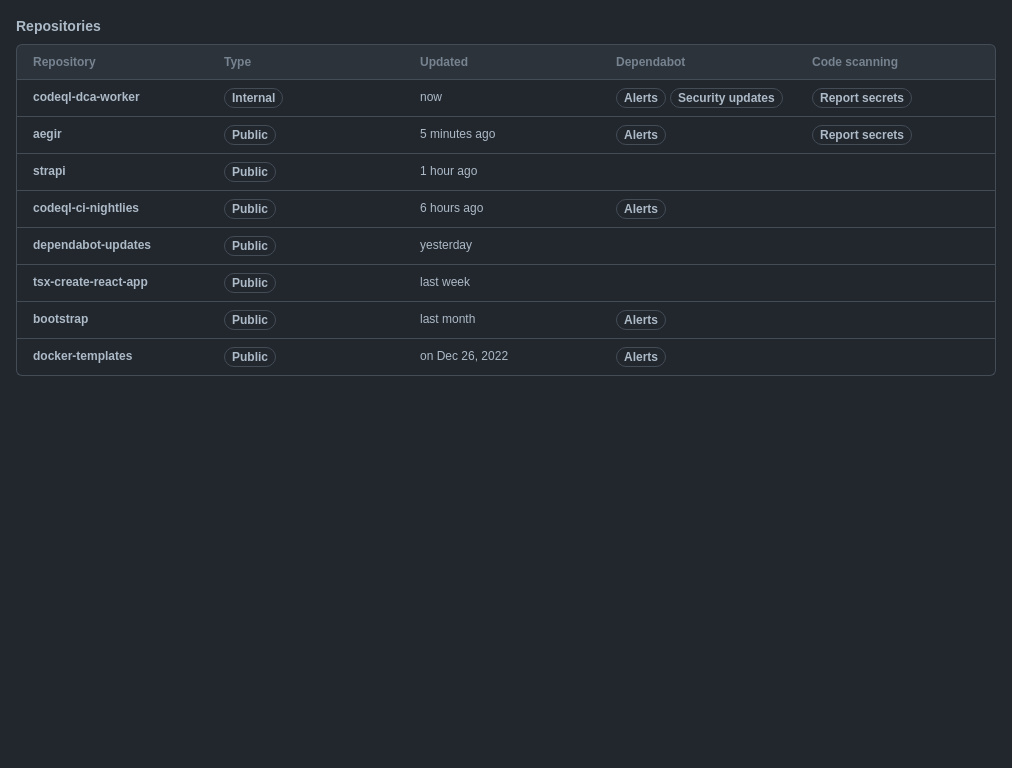 Repositories
Repository Type Updated Dependabot Code scanning
codeql-dca-worker Internal now Alerts Security updates Report secrets
aegir Public 5 minutes ago Alerts Report secrets
strapi Public 1 hour ago
codeql-ci-nightlies Public 6 hours ago Alerts
dependabot-updates Public yesterday
tsx-create-react-app Public last week
bootstrap Public last month Alerts
docker-templates Public on Dec 26, 2022 Alerts